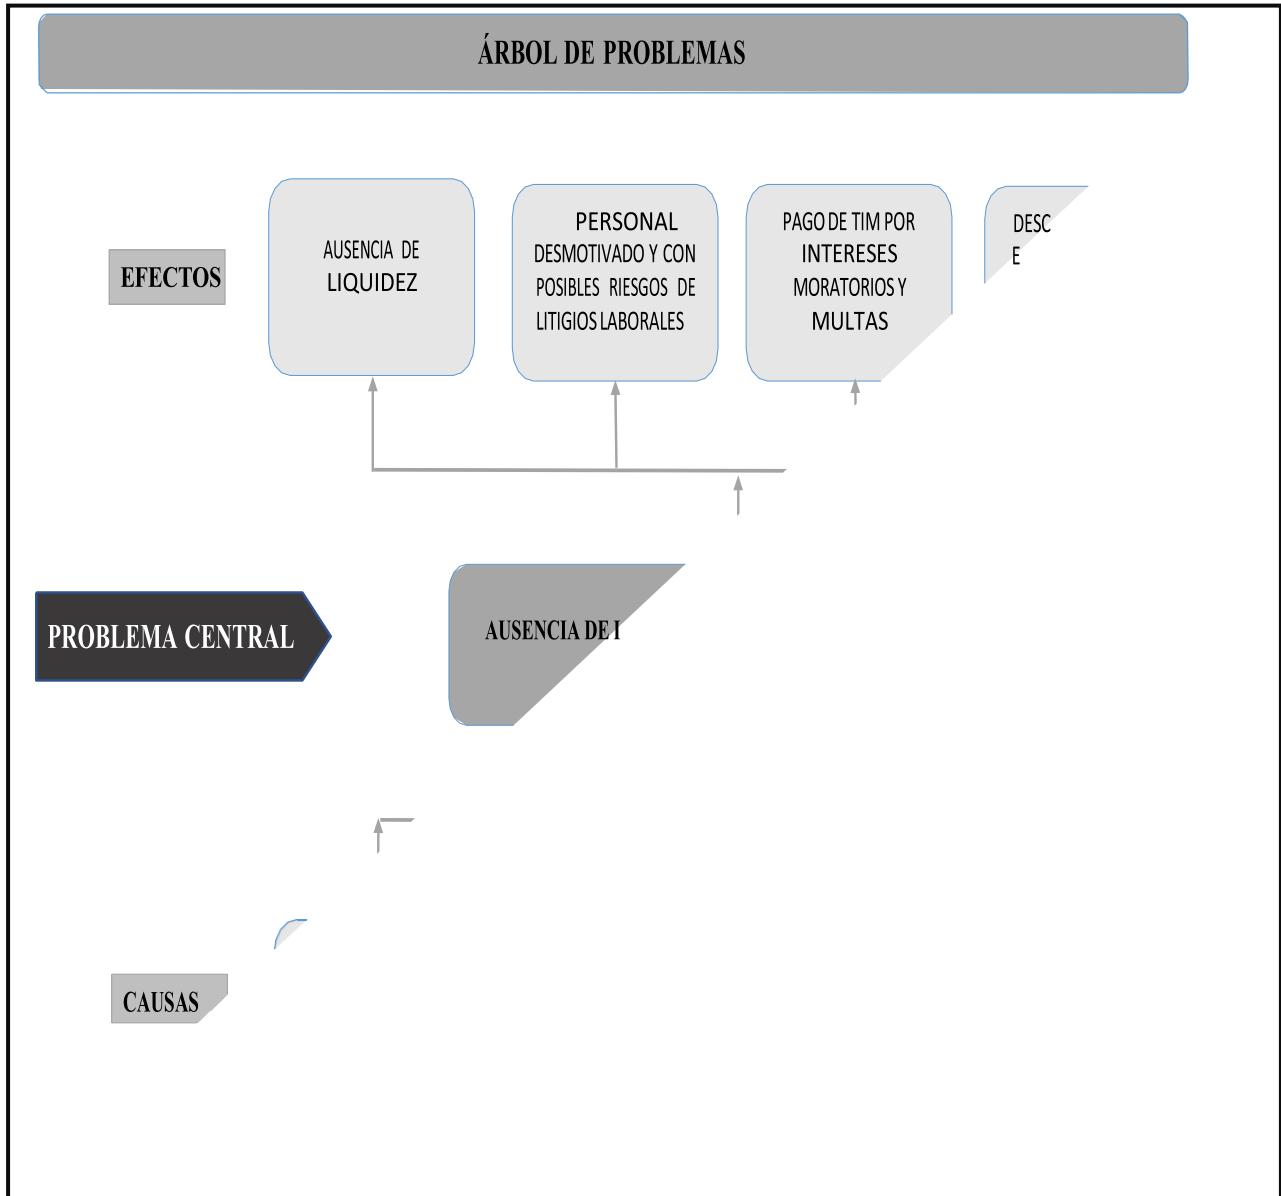 ÁRBOL DE PROBLEMAS
EFECTOS
AUSENCIA DE
LIQUIDEZ
PERSONAL
DESMOTIVADO Y CON
POSIBLES RIESGOS DE
LITIGIOS LABORALES
PAGO DE TIM POR
INTERESES
MORATORIOS Y
MULTAS
DESC
E
PROBLEMA CENTRAL
AUSENCIA DE I
CAUSAS